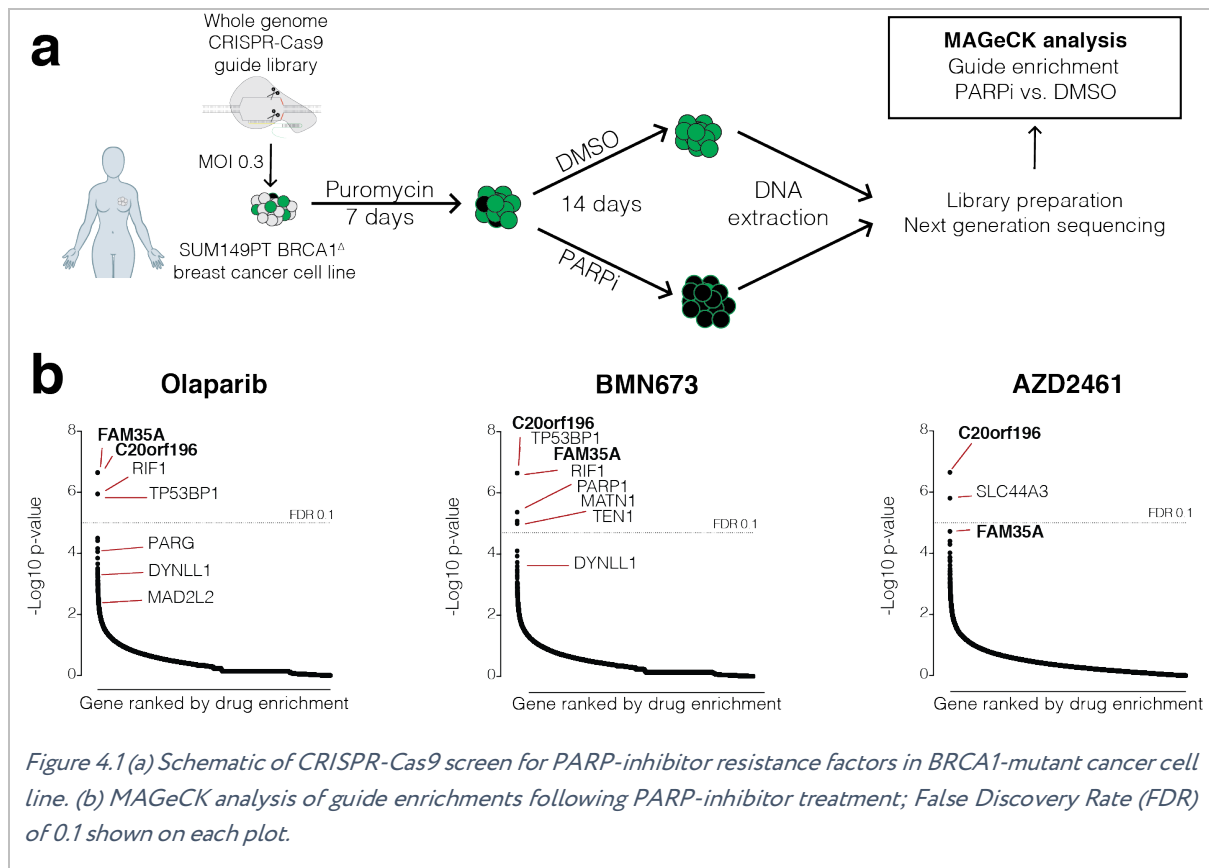 a
Whole genome
CRISPR-Cas9
guide library
MOI 0.3
SUM149PT BRCA1Δ
breast cancer cell line
Puromycin
7 days
DMSO
14 days
PARPi
DNA
extraction
MAGeCK analysis
Guide enrichment
PARPi vs. DMSO
Library preparation
Next generation sequencing
b
Olaparib
-Log10 p-value
8
6
4
2
0
FAM35A
C20orf196
RIF1
TP53BP1
FDR 0.1
PARG
DYNLL1
MAD2L2
Gene ranked by drug enrichment
BMN673
-Log10 p-value
8
6
4
2
0
C20orf196
TP53BP1
FAM35A
RIF1
PARP1
MATN1
TEN1
FDR 0.1
DYNLL1
Gene ranked by drug enrichment
AZD2461
-Log10 p-value
8
6
4
2
0
C20orf196
SLC44A3
FDR 0.1
FAM35A
Gene ranked by drug enrichment
Figure 4.1 (a) Schematic of CRISPR-Cas9 screen for PARP-inhibitor resistance factors in BRCA1-mutant cancer cell
line. (b) MAGeCK analysis of guide enrichments following PARP-inhibitor treatment; False Discovery Rate (FDR)
of 0.1 shown on each plot.